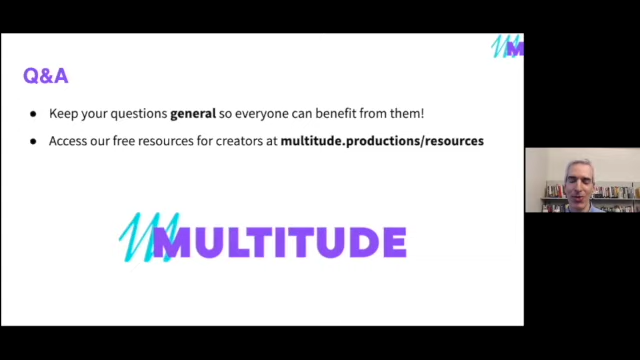 M
Q&A
● Keep your questions general so everyone can benefit from them!
● Access our free resources for creators at multitude.productions/resources
MULTITUDE